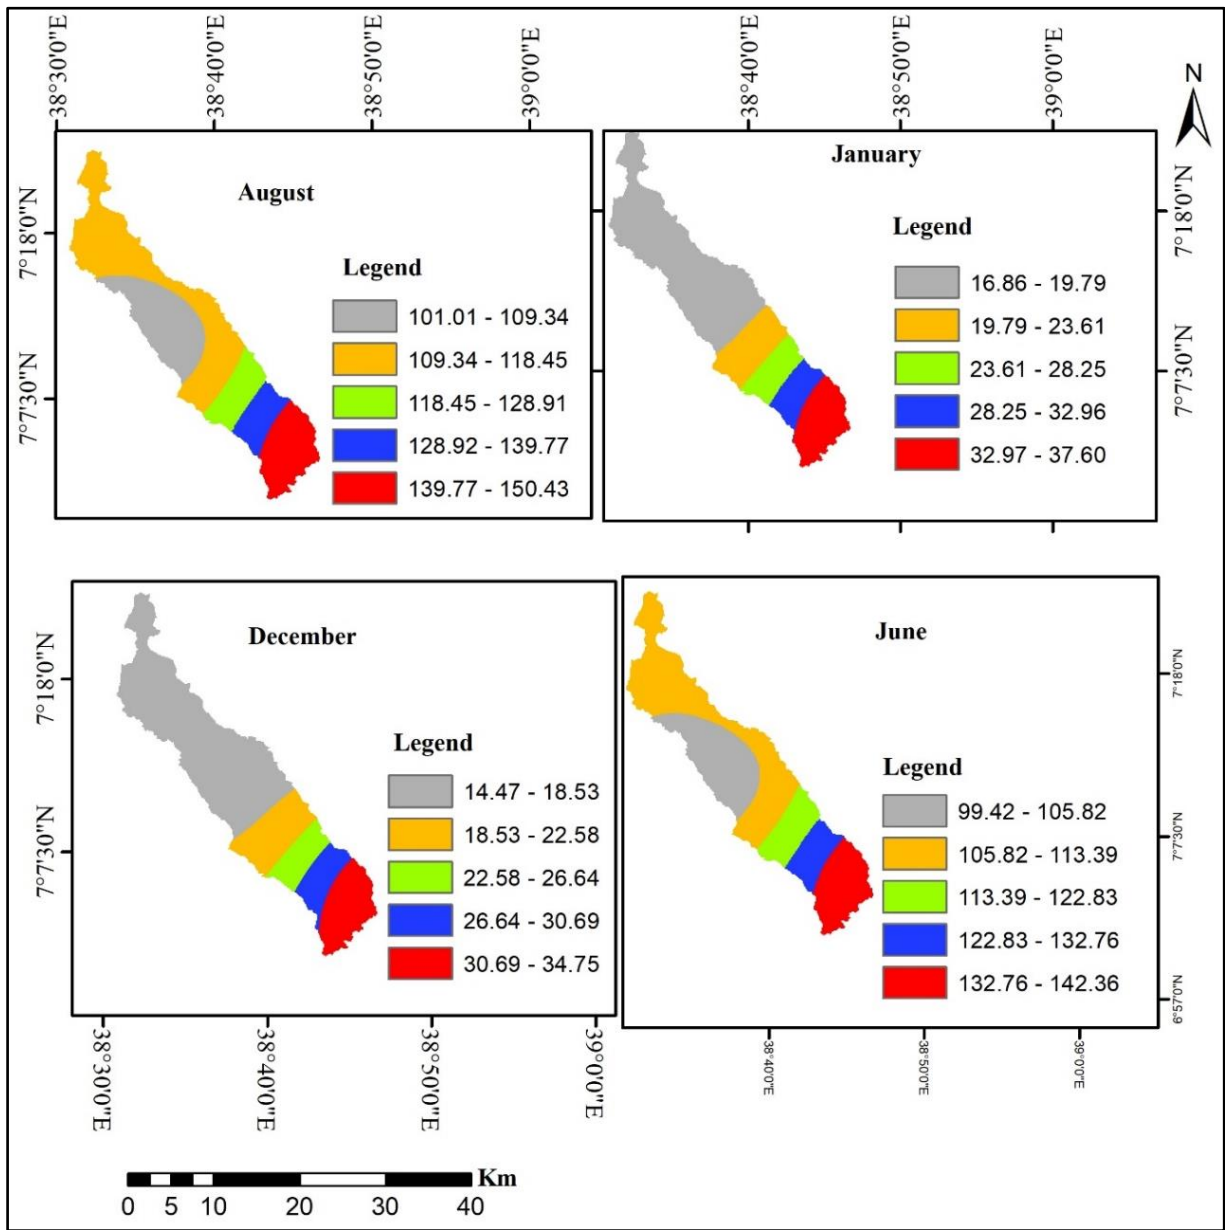 38°30'0"E
38°40'0"E
38°50'0"E
39°0'0"E
38°40'0"E
38°50'0"E
39°0'0"E
N
7°18'0"N
7°7'30"N
August
Legend
101.01 - 109.34
109.34 - 118.45
118.45 - 128.91
128.92 - 139.77
139.77 - 150.43
January
Legend
16.86 - 19.79
19.79 - 23.61
23.61 - 28.25
28.25 - 32.96
32.97 - 37.60
7°18'0"N
7°7'30"N
7°18'0"N
7°7'30"N
December
Legend
14.47 - 18.53
18.53 - 22.58
22.58 - 26.64
26.64 - 30.69
30.69 - 34.75
June
Legend
99.42 - 105.82
105.82 - 113.39
113.39 - 122.83
122.83 - 132.76
132.76 - 142.36
7°18'0"N
7°7'30"N
6°57'0"N
38°30'0"E
38°40'0"E
38°50'0"E
39°0'0"E
38°40'0"E
38°50'0"E
39°0'0"E
Km
0 5 10 20 30 40